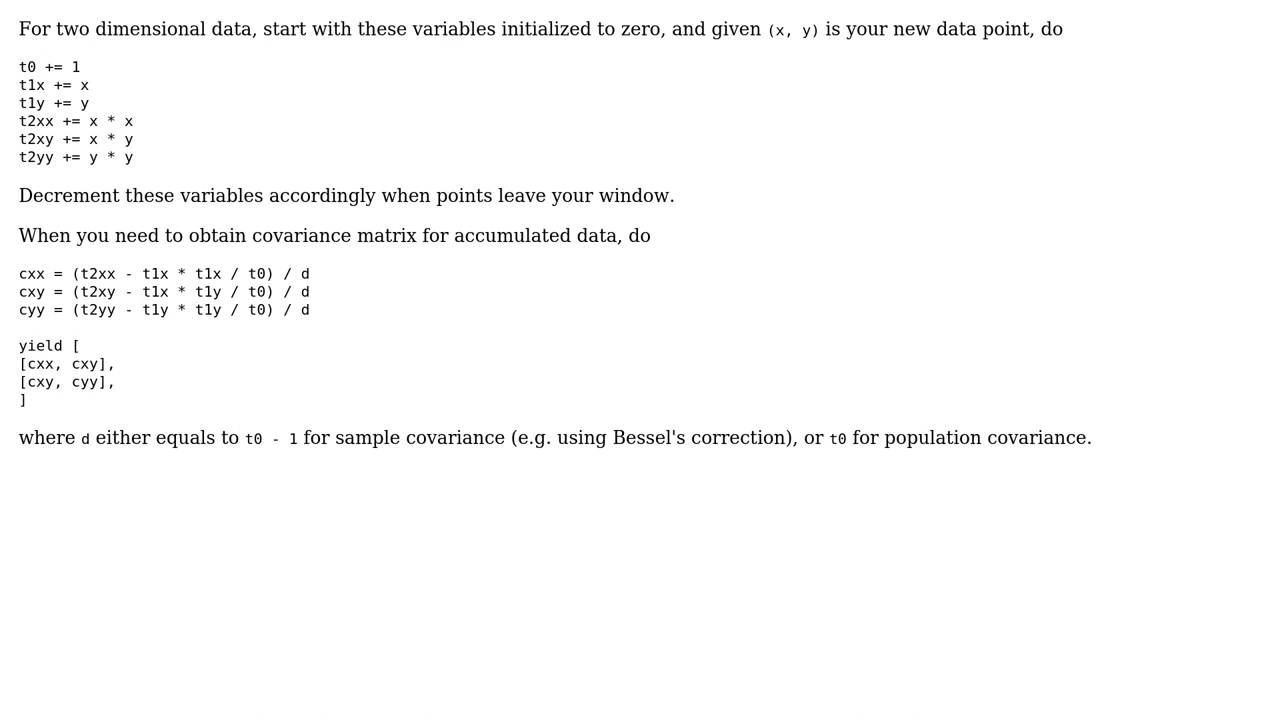 For two dimensional data, start with these variables initialized to zero, and given (x, y) is your new data point, do
t0 += 1
t1x += x
t1y += y
t2xx += x * x
t2xy += x * y
t2yy += y * y
Decrement these variables accordingly when points leave your window.
When you need to obtain covariance matrix for accumulated data, do
cxx = (t2xx - t1x * t1x / t0) / d
cxy = (t2xy - t1x * t1y / t0) / d
cyy = (t2yy - t1y * t1y / t0) / d
yield [
[cxx, cxy],
[cxy, cyy],
]
where d either equals to t0 - 1 for sample covariance (e.g. using Bessel's correction), or t0 for population covariance.